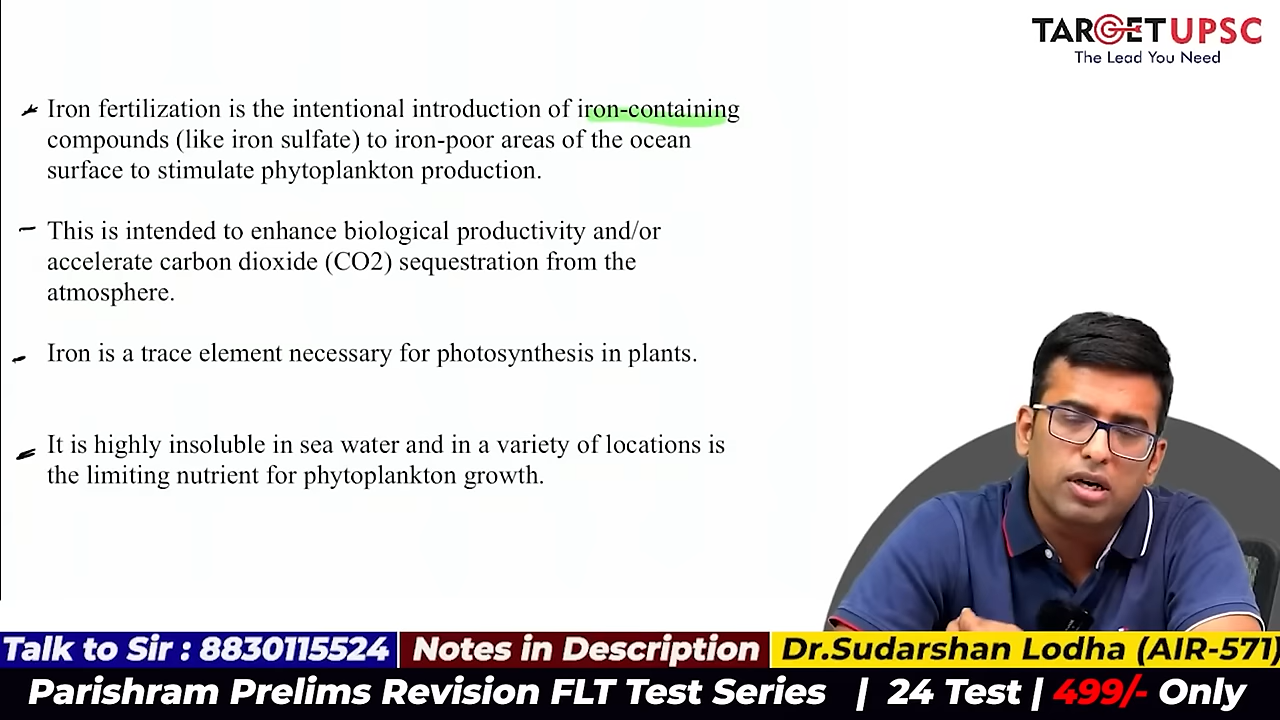 TARGET UPSC
The Lead You Need
Iron fertilization is the intentional introduction of iron-containing
compounds (like iron sulfate) to iron-poor areas of the ocean
surface to stimulate phytoplankton production.
This is intended to enhance biological productivity and/or
accelerate carbon dioxide (CO2) sequestration from the
atmosphere.
Iron is a trace element necessary for photosynthesis in plants.
It is highly insoluble in sea water and in a variety of locations is
the limiting nutrient for phytoplankton growth.
Talk to Sir : 8830115524 Notes in Description Dr.Sudarshan Lodha (AIR-571)
Parishram Prelims Revision FLT Test Series | 24 Test | 499/- Only